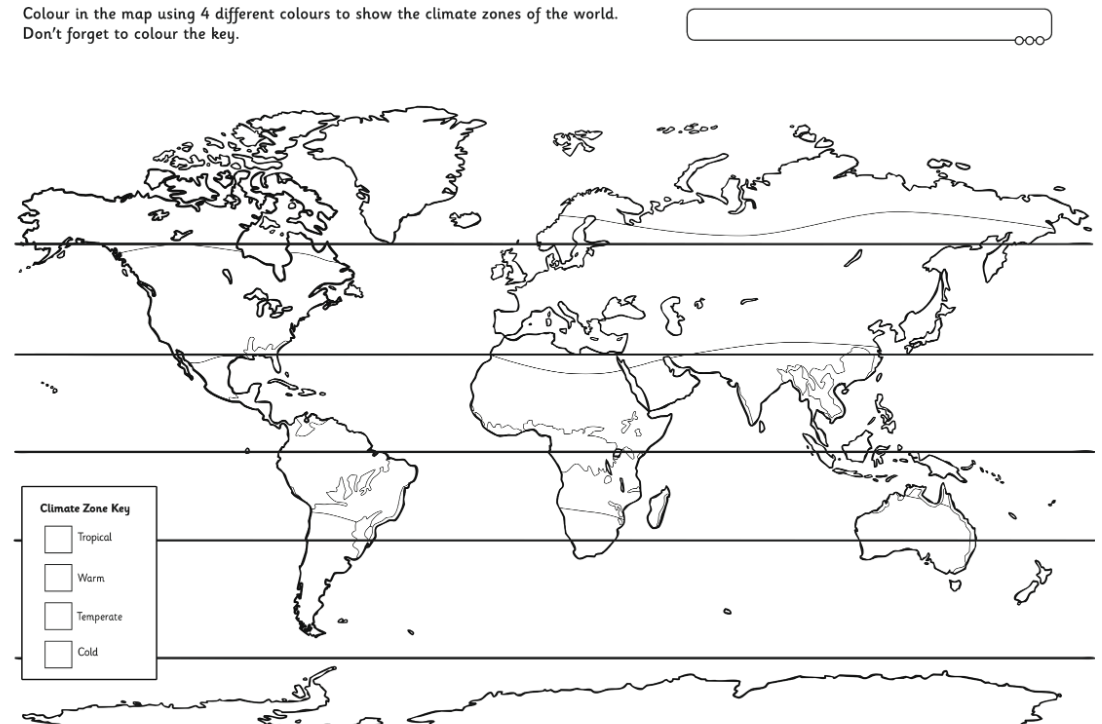 Colour in the map using 4 different colours to show the climate zones of the world.
Don't forget to colour the key.
Climate Zone Key
Tropical
Warm
Temperate
Cold